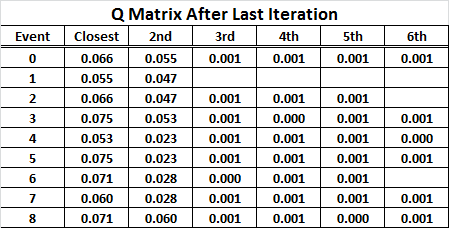 Q Matrix After Last Iteration
Event Closest 2nd 3rd 4th 5th 6th
0 0.066 0.055 0.001 0.001 0.001 0.001
1 0.055 0.047
2 0.066 0.047 0.001 0.001 0.001
3 0.075 0.053 0.001 0.000 0.001 0.001
4 0.053 0.023 0.001 0.001 0.001 0.000
5 0.075 0.023 0.001 0.001 0.001 0.001
6 0.071 0.028 0.000 0.001 0.001
7 0.060 0.028 0.001 0.001 0.001 0.001
8 0.071 0.060 0.001 0.001 0.000 0.001